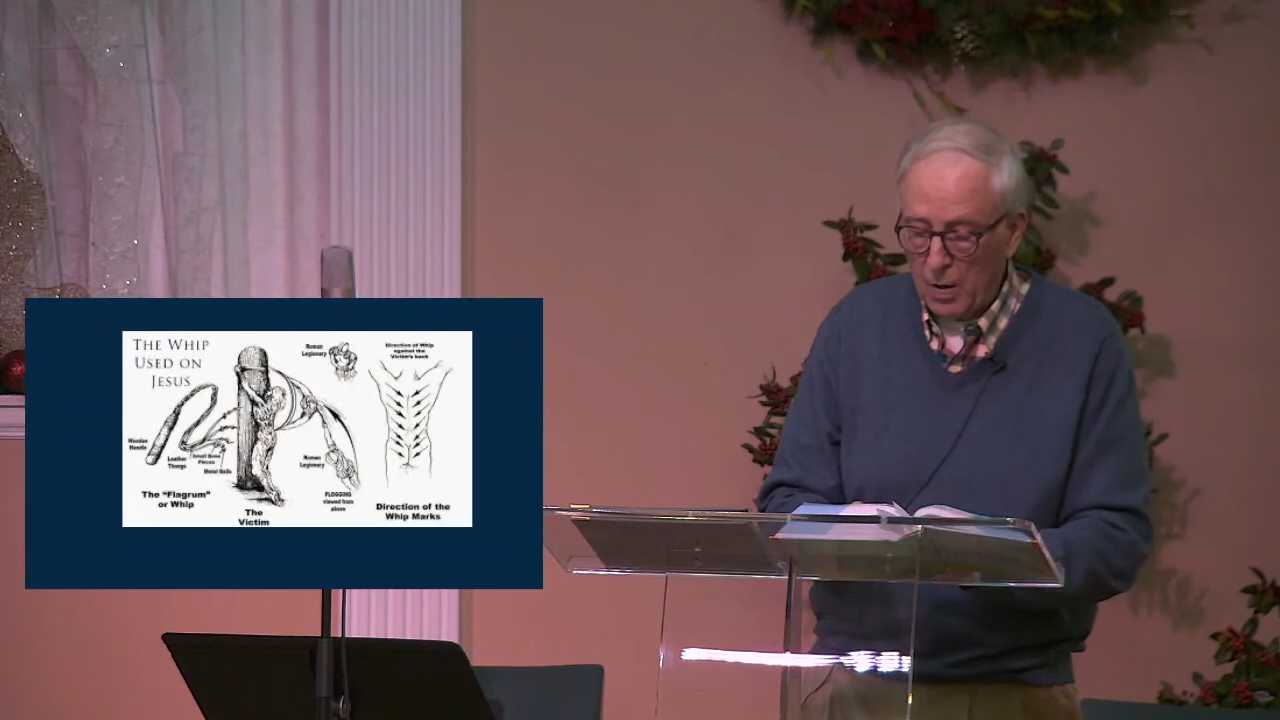 THE WHIP
USED ON
JESUS
Roman
Legionary
Direction of Whip
against the
Victim's back
Wooden
Handle
Leather
Thongs
Small Bone
Pieces
Metal Balls
Roman
Legionary
The "Flagrum"
or Whip
The
Victim
FLOGGING
viewed from
above
Direction of the
Whip Marks